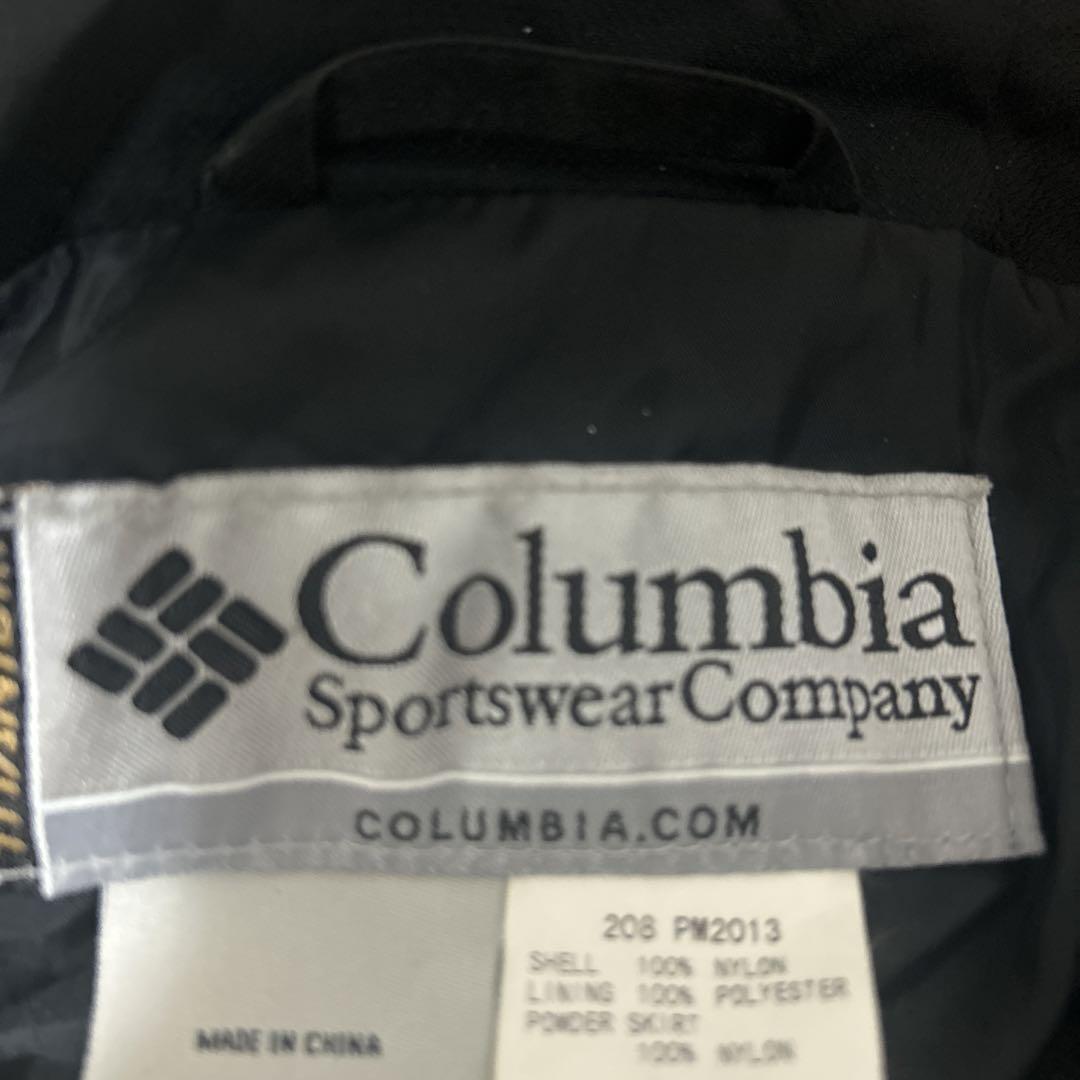 Columbia
Sportswear Company
COLUMBIA.COM
MADE IN CHINA
208 PM2013
SHELL 100% NYLON
LINING 100% POLYESTER
POWDER SKIRT
100% NYLON